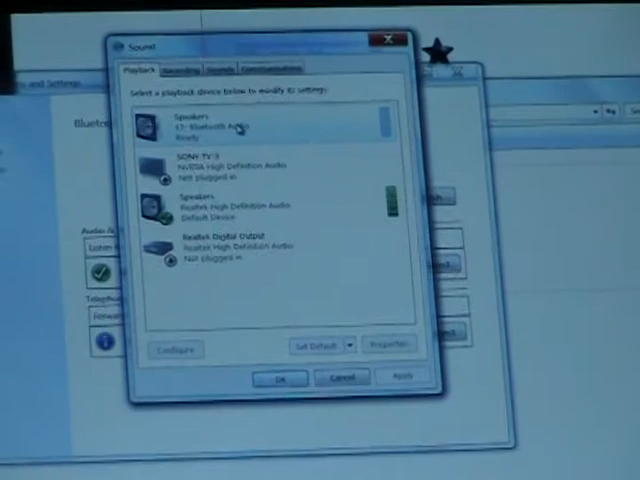 Sound
Playback Recording Sounds Communications
Select a playback device below to modify its settings:
Speakers
Bluetooth Audio
Ready
SONY TV
NVIDIA High Definition Audio
Not plugged in
Speakers
Realtek High Definition Audio
Default Device
Realtek Digital Output
Realtek High Definition Audio
Not plugged in
Configure Set Default Properties
OK Cancel Apply
and Settings